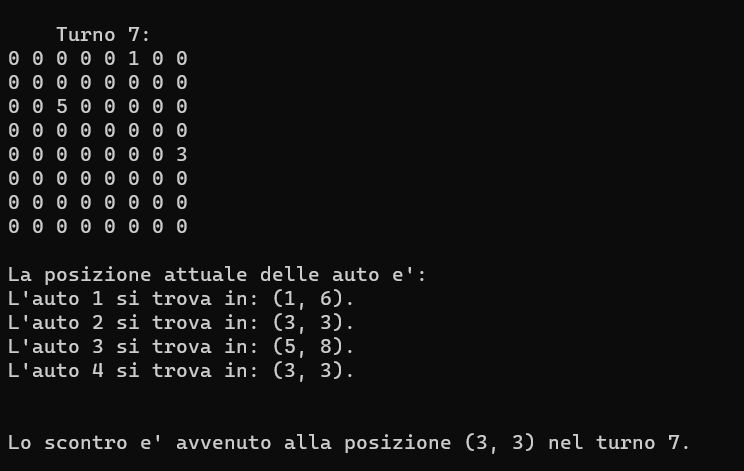 Turno 7:
0 0 0 0 0 1 0 0
0 0 0 0 0 0 0 0
0 0 5 0 0 0 0 0
0 0 0 0 0 0 0 0
0 0 0 0 0 0 0 3
0 0 0 0 0 0 0 0
0 0 0 0 0 0 0 0
0 0 0 0 0 0 0 0
La posizione attuale delle auto e':
L'auto 1 si trova in: (1, 6).
L'auto 2 si trova in: (3, 3).
L'auto 3 si trova in: (5, 8).
L'auto 4 si trova in: (3, 3).
Lo scontro e' avvenuto alla posizione (3, 3) nel turno 7.